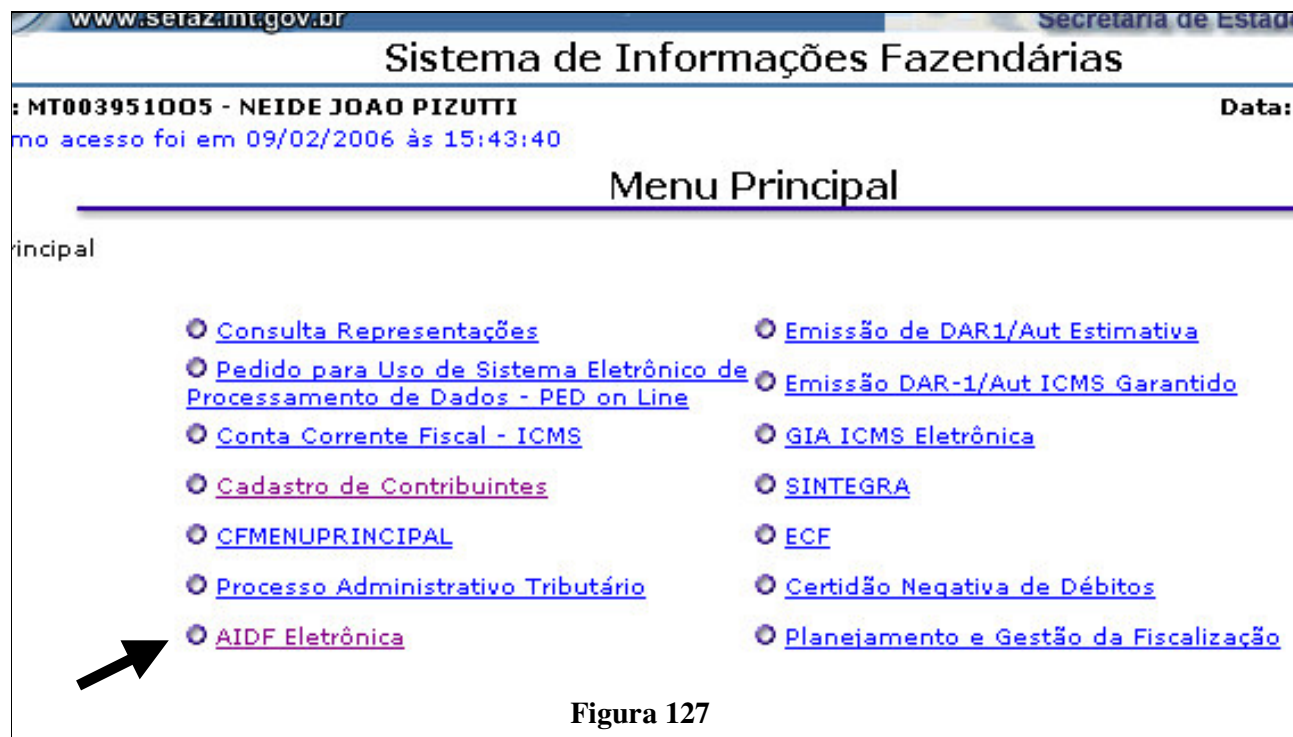 www.sefaz.mt.gov.br
Secretaria de Estad
Sistema de Informações Fazendárias
: MT003951OO5 - NEIDE JOAO PIZUTTI
Data:
mo acesso foi em 09/02/2006 às 15:43:40
Menu Principal
rincipal
Consulta Representações
Emissão de DAR1/Aut Estimativa
Pedido para Uso de Sistema Eletrônico de
Processamento de Dados - PED on Line
Emissão DAR-1/Aut ICMS Garantido
Conta Corrente Fiscal - ICMS
GIA ICMS Eletrônica
Cadastro de Contribuintes
SINTEGRA
CFMENUPRINCIPAL
ECF
Processo Administrativo Tributário
Certidão Negativa de Débitos
AIDF Eletrônica
Planejamento e Gestão da Fiscalização
Figura 127